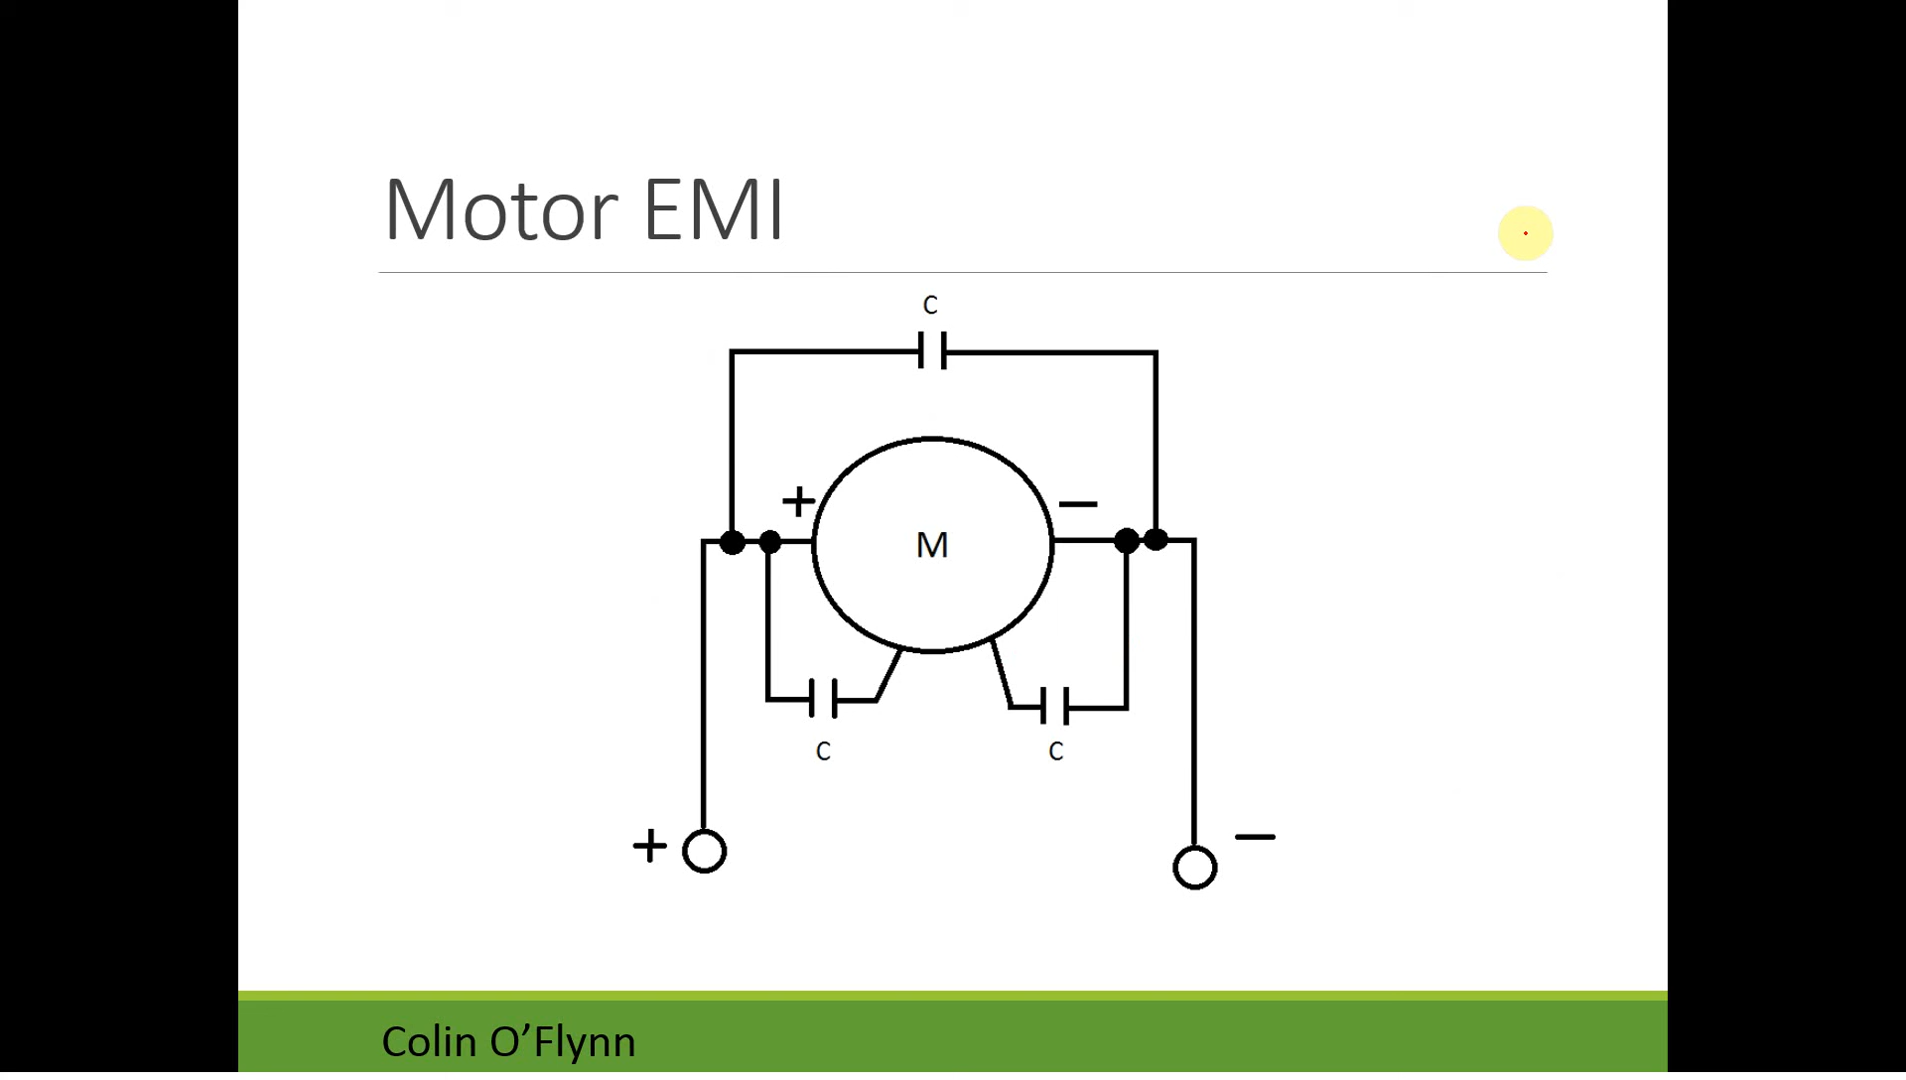 Motor EMI
C
+ −
M
C C
+ −
Colin O’Flynn